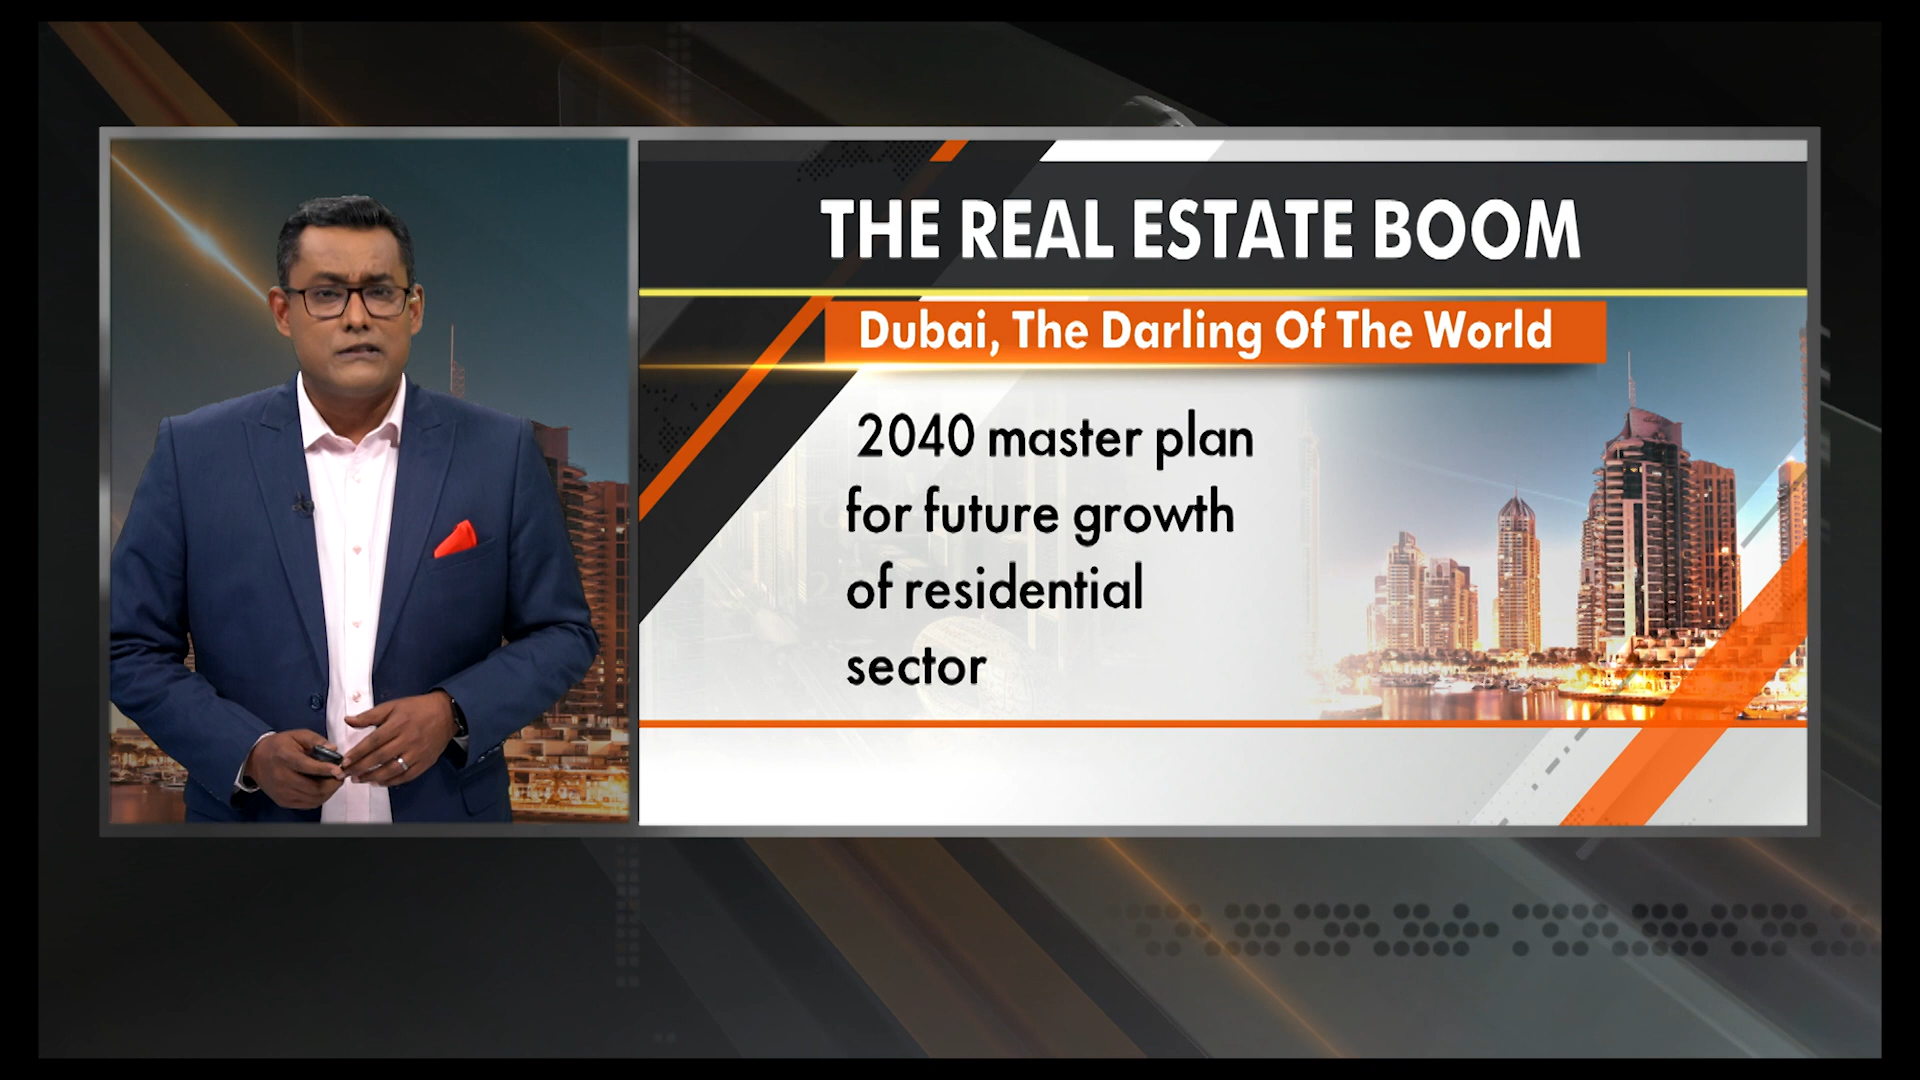 THE REAL ESTATE BOOM
Dubai, The Darling Of The World
2040 master plan
for future growth
of residential
sector